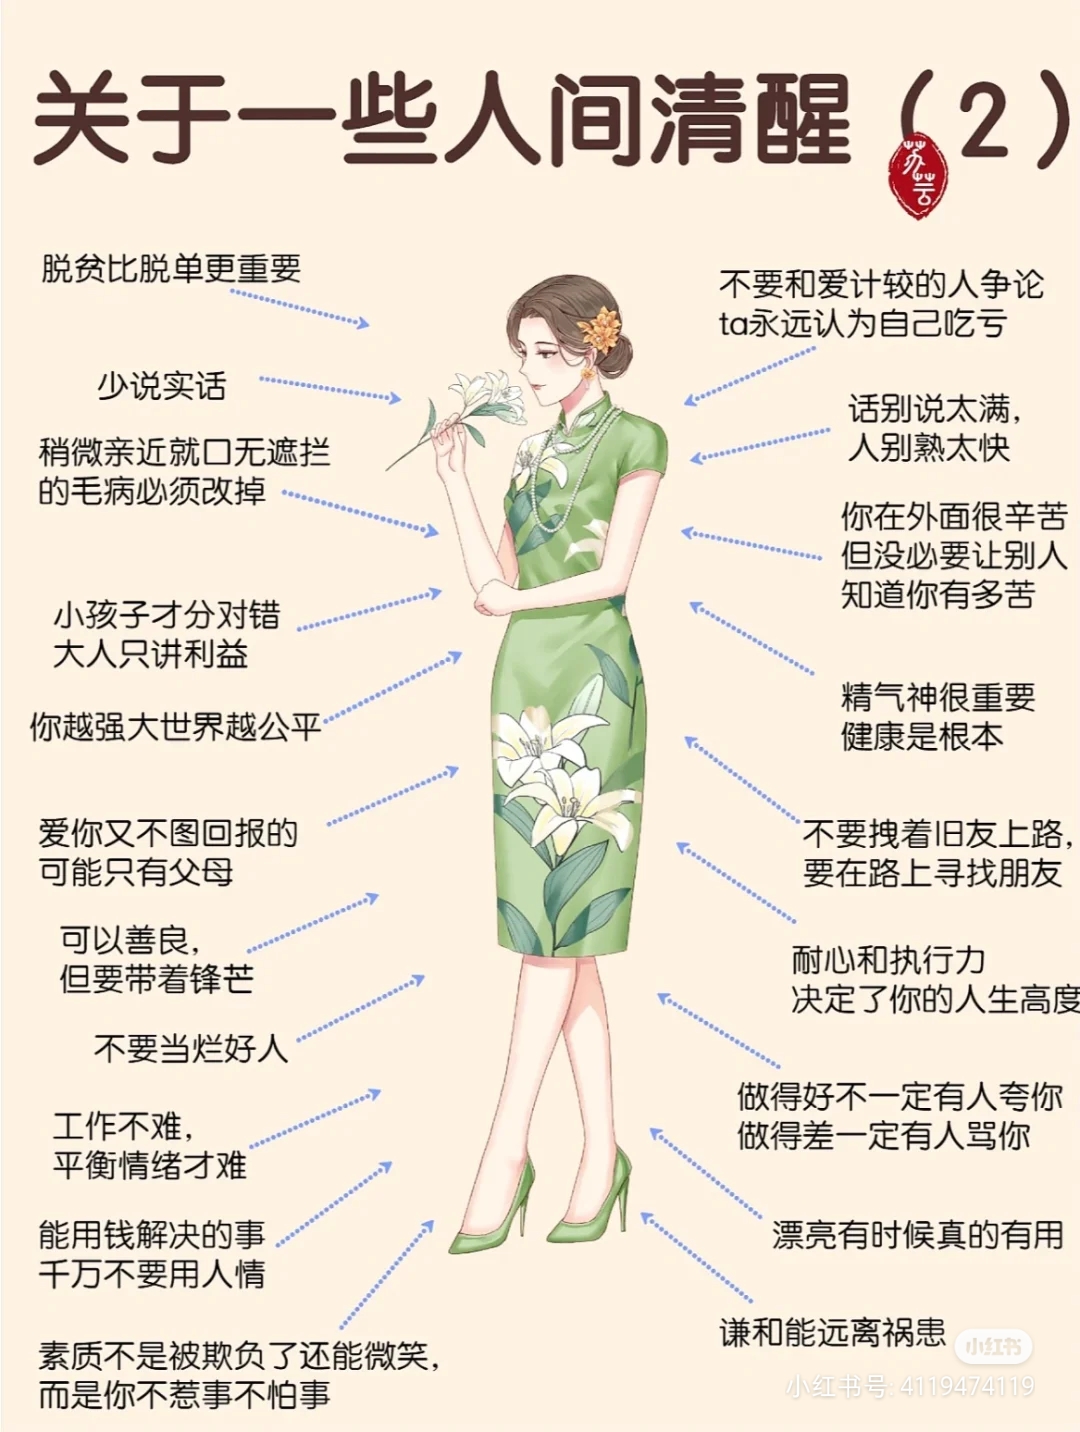 关于一些人间清醒（2）
苏芸
脱贫比脱单更重要
少说实话
稍微亲近就口无遮拦
的毛病必须改掉
小孩子才分对错
大人只讲利益
你越强大世界越公平
爱你又不图回报的
可能只有父母
可以善良，
但要带着锋芒
不要当烂好人
工作不难，
平衡情绪才难
能用钱解决的事
千万不要用人情
素质不是被欺负了还能微笑，
而是你不惹事不怕事
不要和爱计较的人争论
ta永远认为自己吃亏
话别说太满，
人别熟太快
你在外面很辛苦
但没必要让别人
知道你有多苦
精气神很重要
健康是根本
不要拽着旧友上路，
要在路上寻找朋友
耐心和执行力
决定了你的人生高度
做得好不一定有人夸你
做得差一定有人骂你
漂亮有时候真的有用
谦和能远离祸患
小红书
小红书号: 4119474119